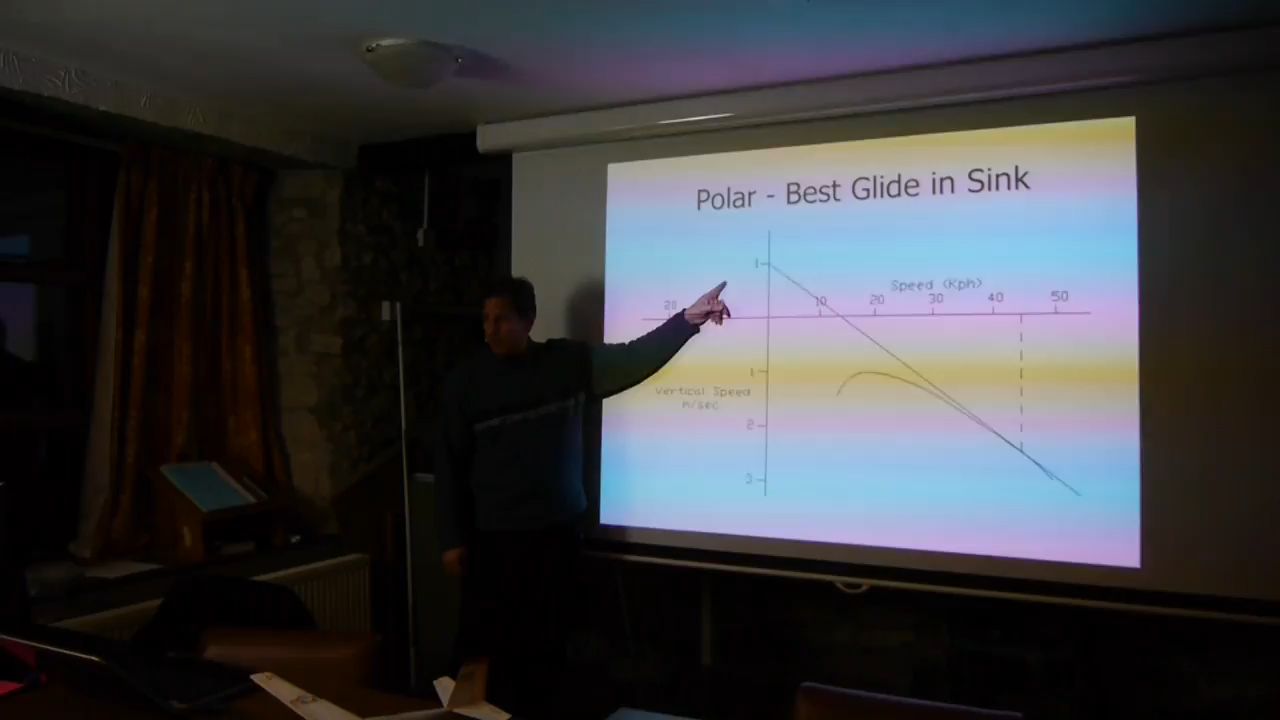 Polar - Best Glide in Sink
1
Speed (Kph)
20 10 20 30 40 50
1
Vertical Speed
m/sec
2
3